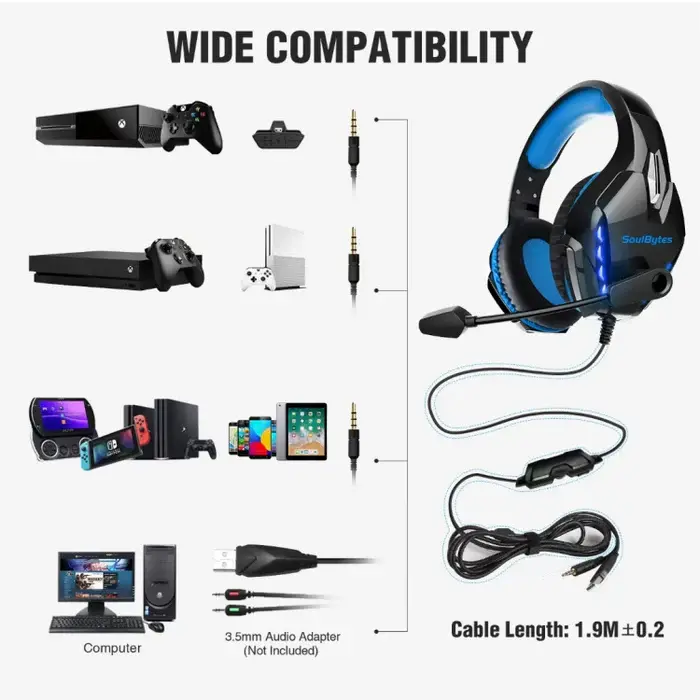 WIDE COMPATIBILITY
SoulBytes
Computer
3.5mm Audio Adapter
(Not Included)
Cable Length: 1.9M±0.2